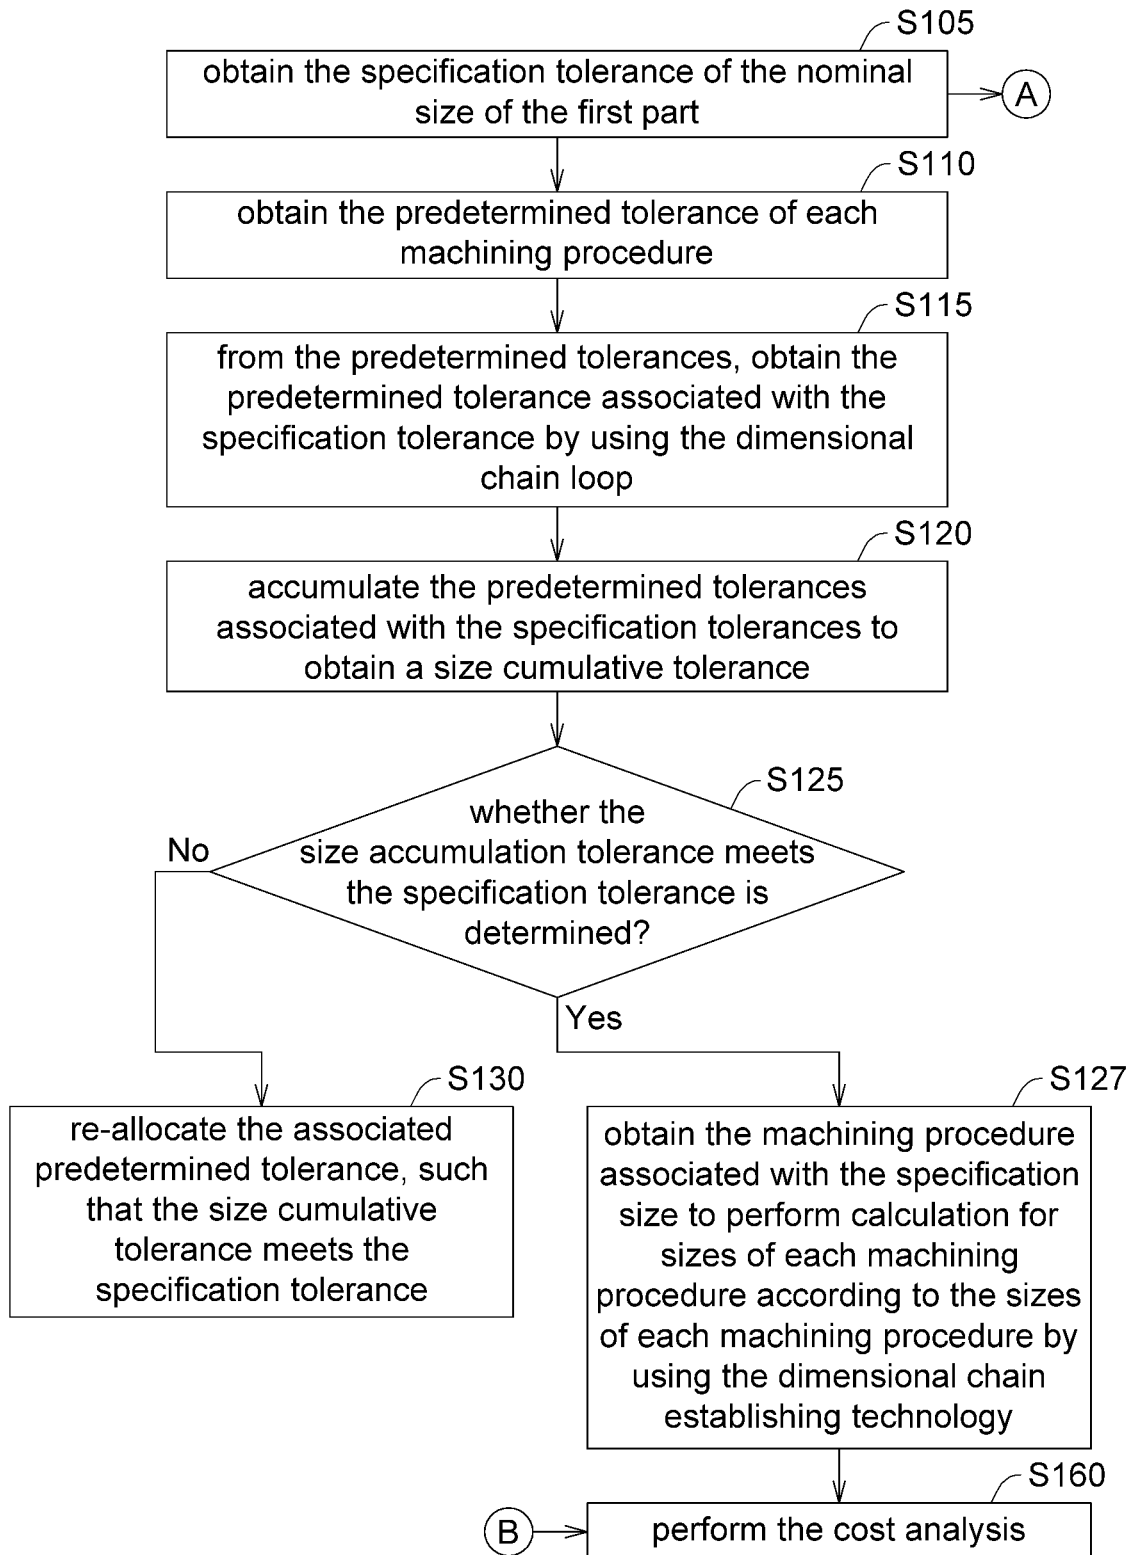 S105
obtain the specification tolerance of the nominal
size of the first part
A
S110
obtain the predetermined tolerance of each
machining procedure
S115
from the predetermined tolerances, obtain the
predetermined tolerance associated with the
specification tolerance by using the dimensional
chain loop
S120
accumulate the predetermined tolerances
associated with the specification tolerances to
obtain a size cumulative tolerance
S125
whether the
size accumulation tolerance meets
the specification tolerance is
determined?
No
Yes
S130
re-allocate the associated
predetermined tolerance, such
that the size cumulative
tolerance meets the
specification tolerance
S127
obtain the machining procedure
associated with the specification
size to perform calculation for
sizes of each machining
procedure according to the sizes
of each machining procedure by
using the dimensional chain
establishing technology
S160
B
perform the cost analysis